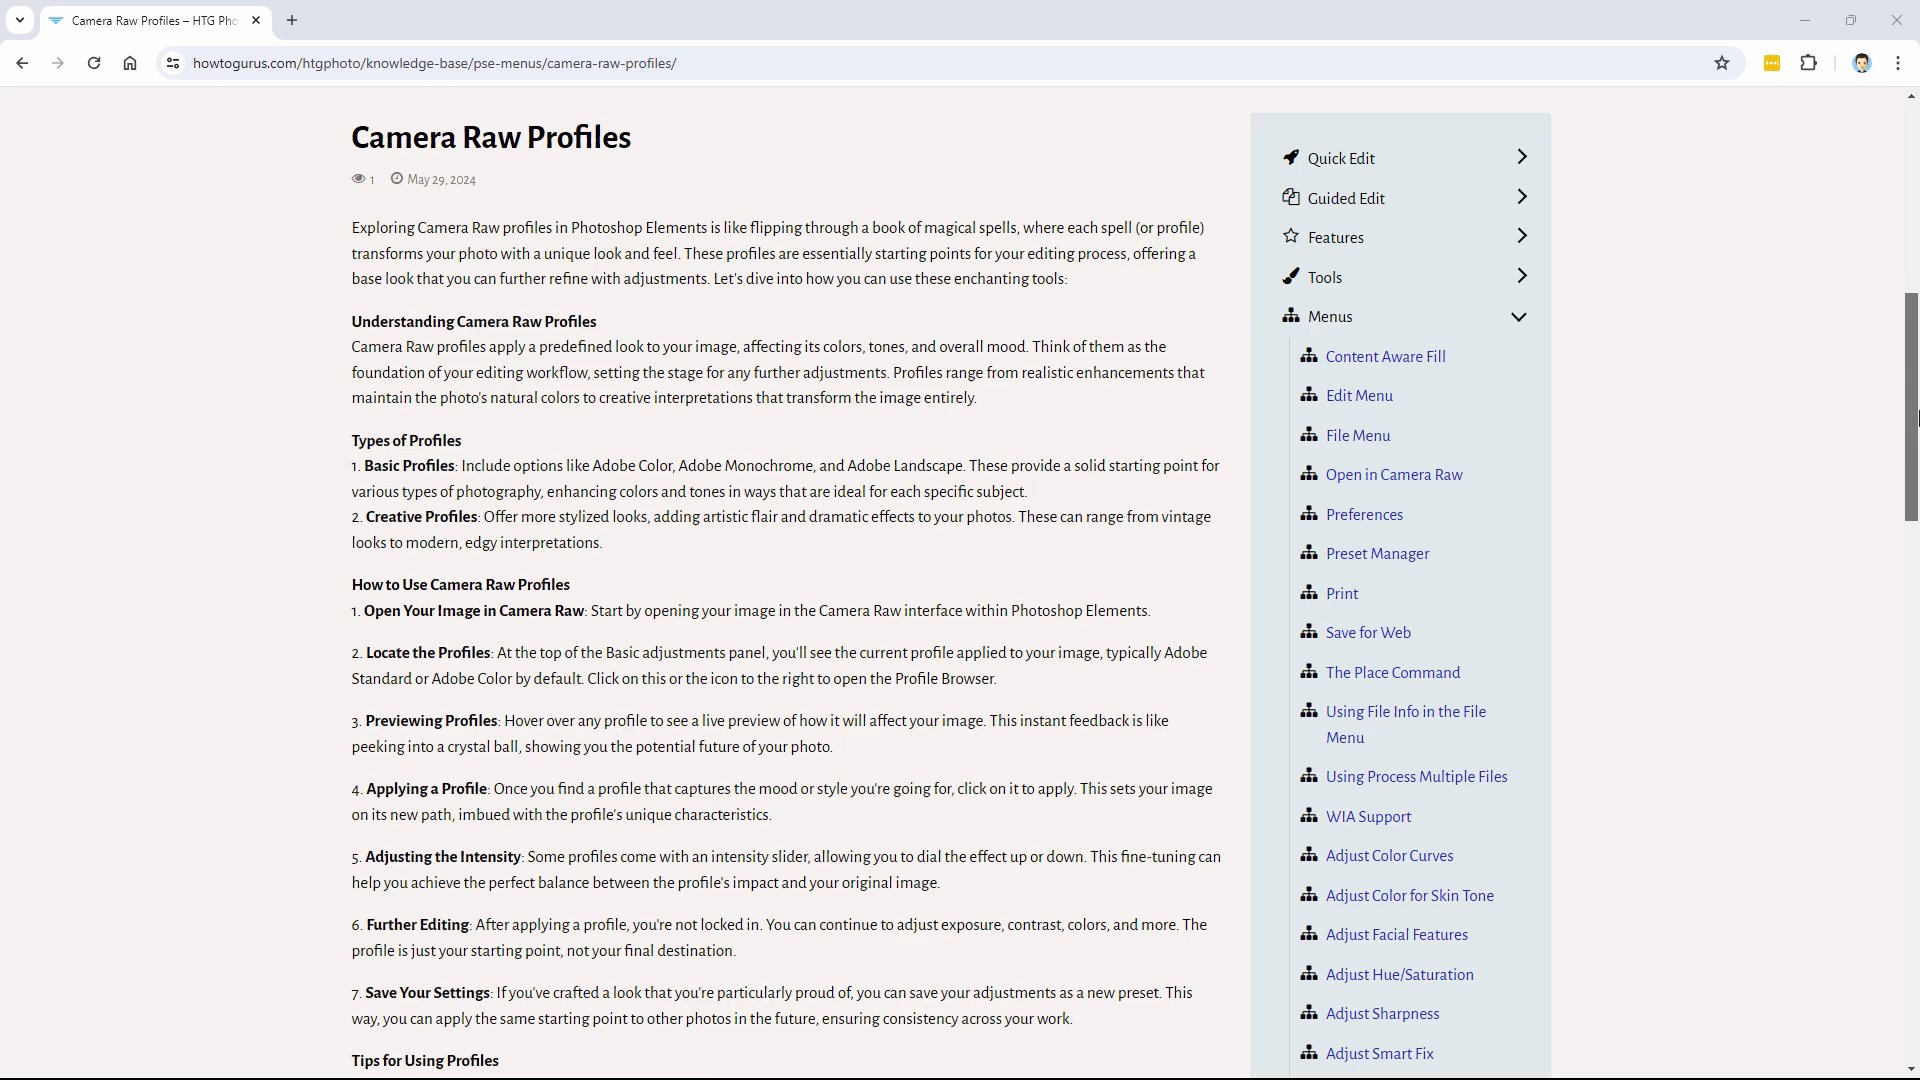 Camera Raw Profiles – HTG Pho
howtogurus.com/htgphoto/knowledge-base/pse-menus/camera-raw-profiles/
Camera Raw Profiles
1 May 29, 2024
Exploring Camera Raw profiles in Photoshop Elements is like flipping through a book of magical spells, where each spell (or profile)
transforms your photo with a unique look and feel. These profiles are essentially starting points for your editing process, offering a
base look that you can further refine with adjustments. Let's dive into how you can use these enchanting tools:
Understanding Camera Raw Profiles
Camera Raw profiles apply a predefined look to your image, affecting its colors, tones, and overall mood. Think of them as the
foundation of your editing workflow, setting the stage for any further adjustments. Profiles range from realistic enhancements that
maintain the photo's natural colors to creative interpretations that transform the image entirely.
Types of Profiles
1. Basic Profiles: Include options like Adobe Color, Adobe Monochrome, and Adobe Landscape. These provide a solid starting point for
various types of photography, enhancing colors and tones in ways that are ideal for each specific subject.
2. Creative Profiles: Offer more stylized looks, adding artistic flair and dramatic effects to your photos. These can range from vintage
looks to modern, edgy interpretations.
How to Use Camera Raw Profiles
1. Open Your Image in Camera Raw: Start by opening your image in the Camera Raw interface within Photoshop Elements.
2. Locate the Profiles: At the top of the Basic adjustments panel, you'll see the current profile applied to your image, typically Adobe
Standard or Adobe Color by default. Click on this or the icon to the right to open the Profile Browser.
3. Previewing Profiles: Hover over any profile to see a live preview of how it will affect your image. This instant feedback is like
peeking into a crystal ball, showing you the potential future of your photo.
4. Applying a Profile: Once you find a profile that captures the mood or style you're going for, click on it to apply. This sets your image
on its new path, imbued with the profile's unique characteristics.
5. Adjusting the Intensity: Some profiles come with an intensity slider, allowing you to dial the effect up or down. This fine-tuning can
help you achieve the perfect balance between the profile's impact and your original image.
6. Further Editing: After applying a profile, you're not locked in. You can continue to adjust exposure, contrast, colors, and more. The
profile is just your starting point, not your final destination.
7. Save Your Settings: If you've crafted a look that you're particularly proud of, you can save your adjustments as a new preset. This
way, you can apply the same starting point to other photos in the future, ensuring consistency across your work.
Tips for Using Profiles
Quick Edit
Guided Edit
Features
Tools
Menus
Content Aware Fill
Edit Menu
File Menu
Open in Camera Raw
Preferences
Preset Manager
Print
Save for Web
The Place Command
Using File Info in the File
Menu
Using Process Multiple Files
WIA Support
Adjust Color Curves
Adjust Color for Skin Tone
Adjust Facial Features
Adjust Hue/Saturation
Adjust Sharpness
Adjust Smart Fix